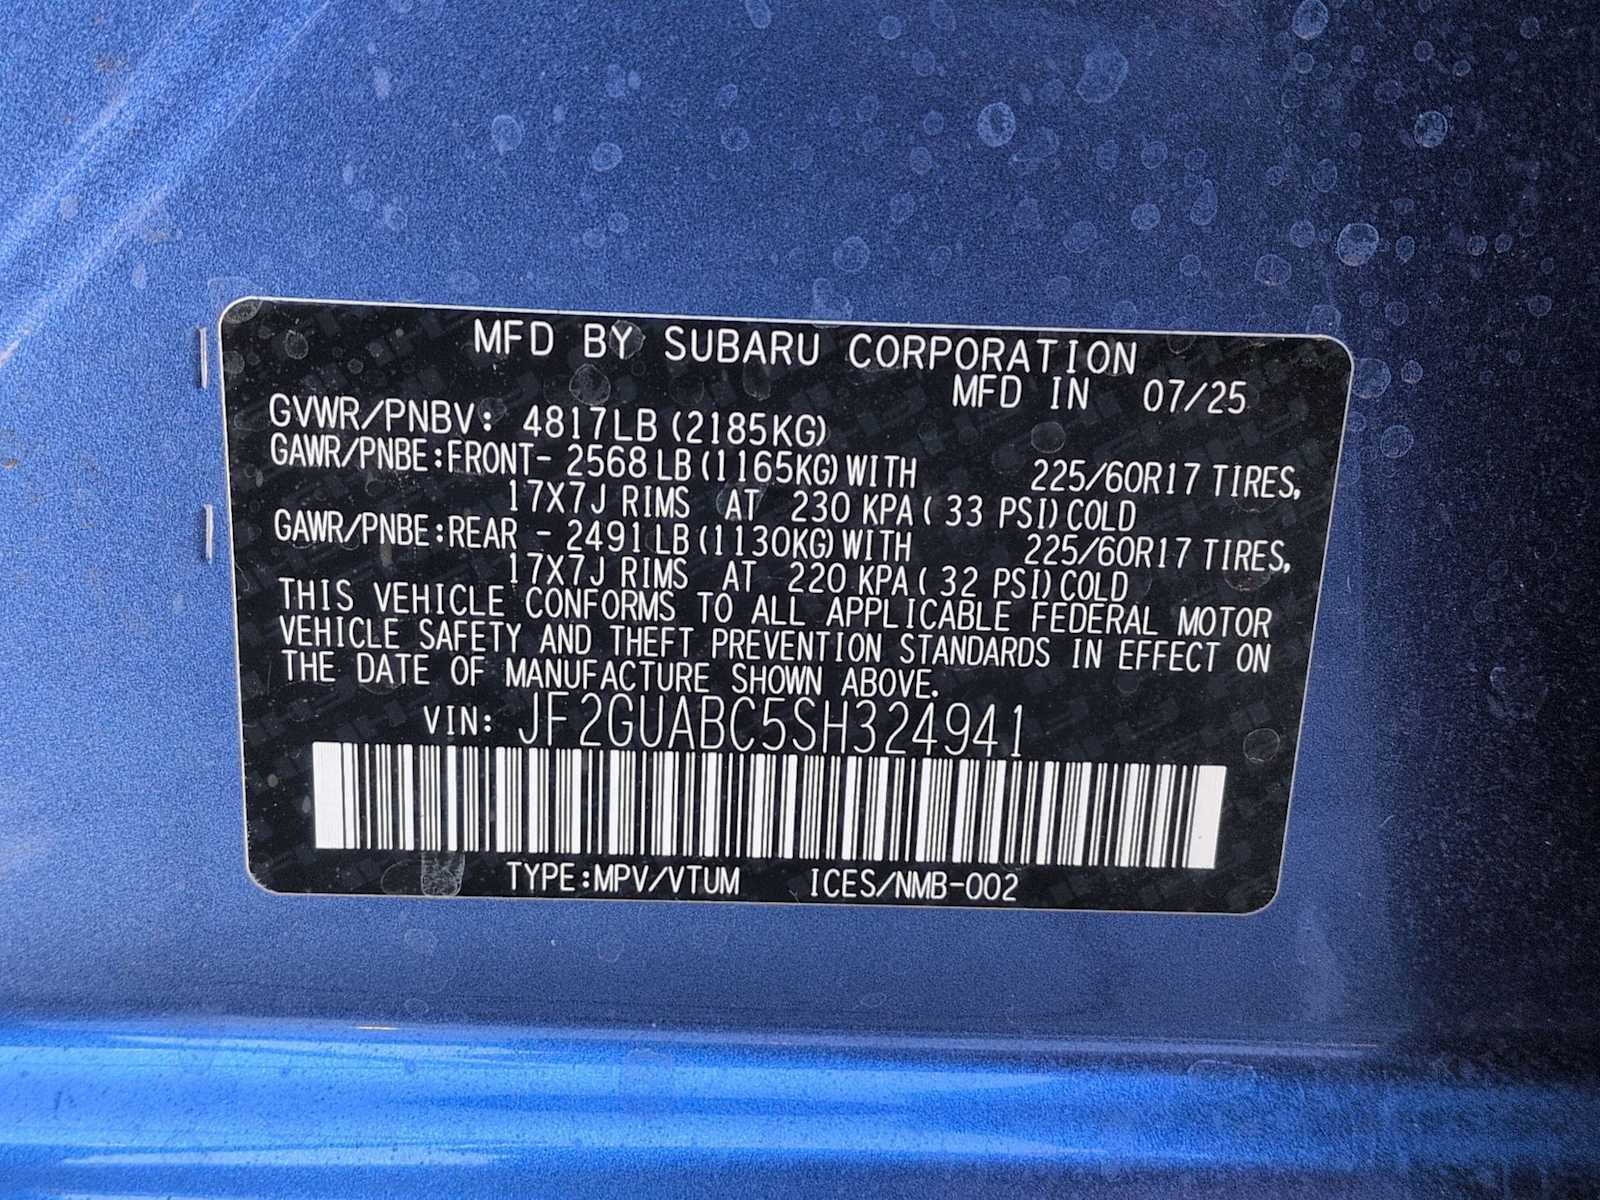 MFD BY SUBARU CORPORATION
MFD IN 07/25
GVWR/PNBV: 4817LB (2185KG)
GAWR/PNBE:FRONT- 2568 LB (1165KG) WITH 225/60R17 TIRES,
17X7J RIMS AT 230 KPA ( 33 PSI) COLD
GAWR/PNBE:REAR - 2491 LB (1130KG) WITH 225/60R17 TIRES,
17X7J RIMS AT 220 KPA ( 32 PSI) COLD
THIS VEHICLE CONFORMS TO ALL APPLICABLE FEDERAL MOTOR
VEHICLE SAFETY AND THEFT PREVENTION STANDARDS IN EFFECT ON
THE DATE OF MANUFACTURE SHOWN ABOVE.
VIN: JF2GUABC5SH324941
TYPE:MPV/VTUM ICES/NMB-002